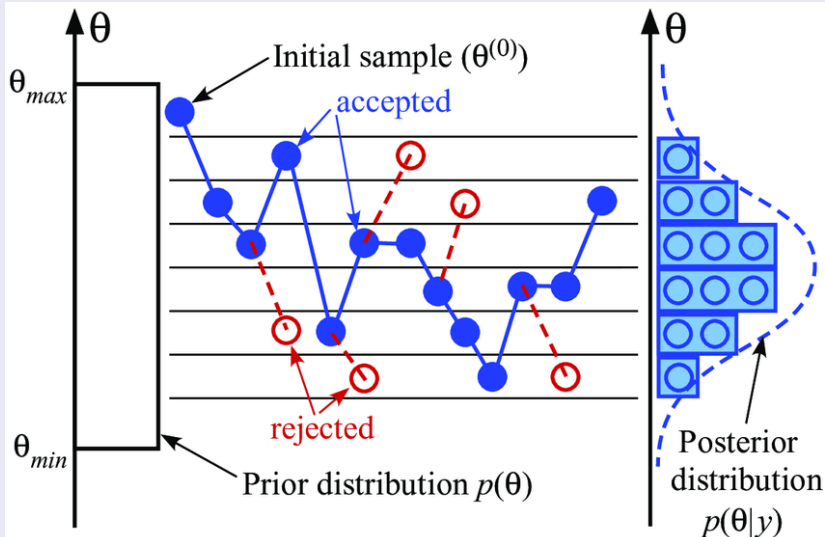 θ
θ
Initial sample (θ(0))
θmax
accepted
rejected
θmin
Prior distribution p(θ)
Posterior
distribution
p(θ|y)